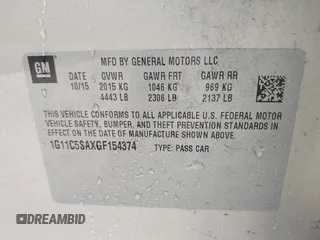 GM
MFD BY GENERAL MOTORS LLC
10/15 GVWR GAWR FRT GAWR RR
2015 KG 1046 KG 969 KG
4443 LB 2306 LB 2137 LB
THIS VEHICLE CONFORMS TO ALL APPLICABLE U.S. FEDERAL MOTOR
VEHICLE SAFETY, BUMPER, AND THEFT PREVENTION STANDARDS IN
EFFECT ON THE DATE OF MANUFACTURE SHOWN ABOVE.
1G11C5SAXGF154374 TYPE: PASS CAR
DREAMBID